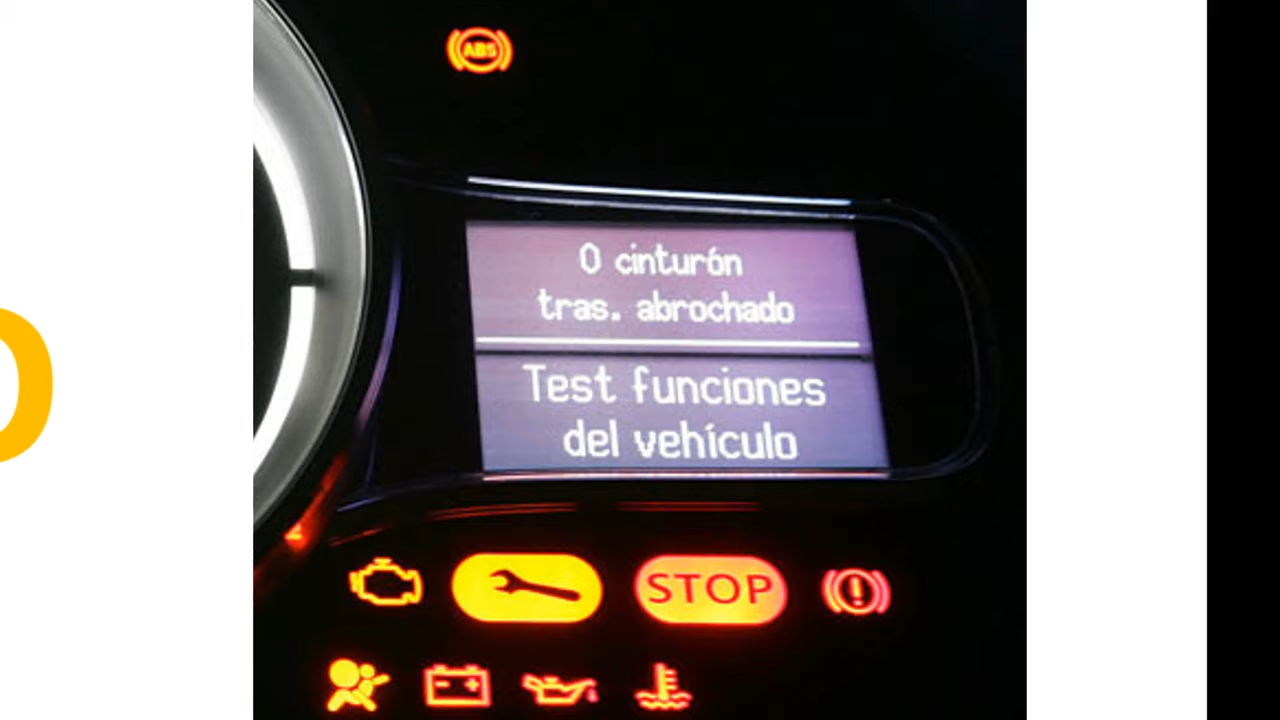 ABS
0 cinturón
tras. abrochado
Test funciones
del vehículo
STOP